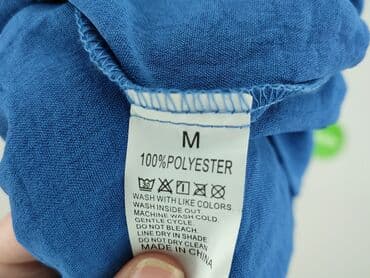 M
100%POLYESTER
WASH WITH LIKE COLORS
WASH INSIDE OUT.
MACHINE WASH COLD.
GENTLE CYCLE
DO NOT BLEACH.
LINE DRY IN SHADE
DO NOT DRY CLEAN
MADE IN CHINA